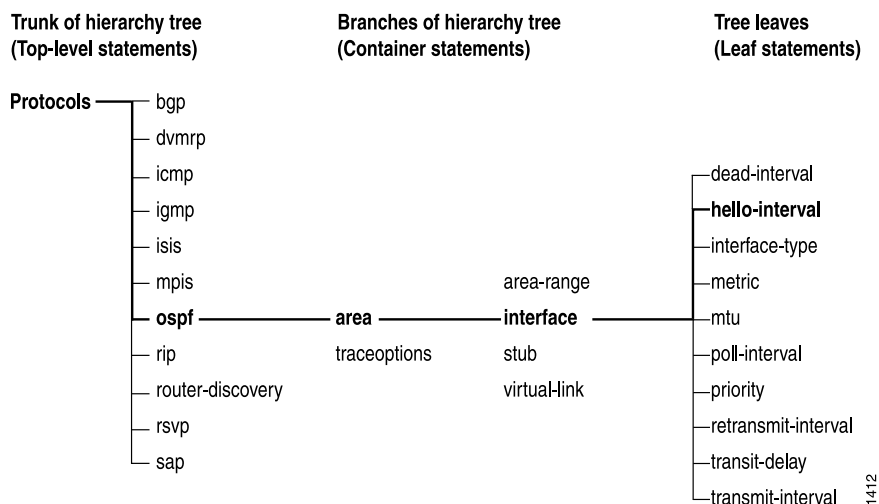 Trunk of hierarchy tree
(Top-level statements)
Branches of hierarchy tree
(Container statements)
Tree leaves
(Leaf statements)
Protocols
bgp
dvmrp
icmp
igmp
isis
mpis
ospf
rip
router-discovery
rsvp
sap
area
traceoptions
area-range
interface
stub
virtual-link
dead-interval
hello-interval
interface-type
metric
mtu
poll-interval
priority
retransmit-interval
transit-delay
transmit-interval
1412